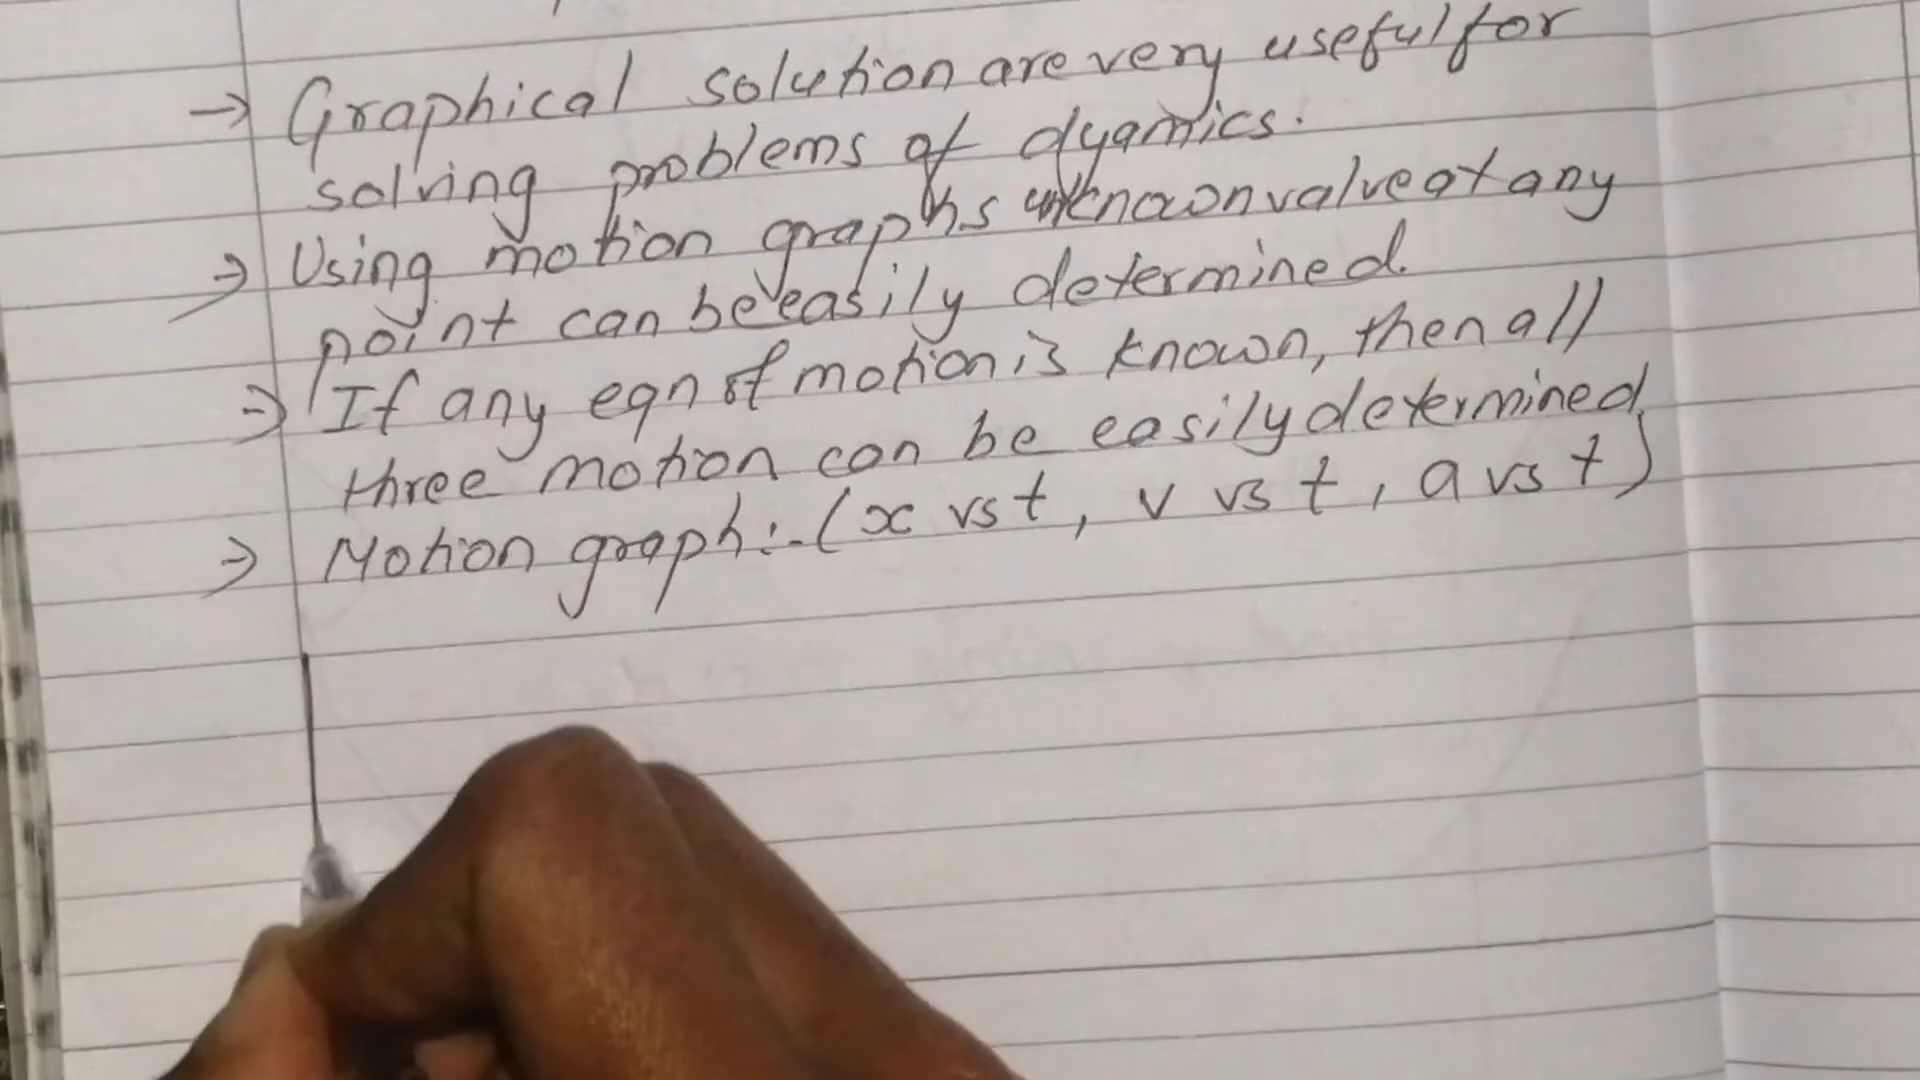 → Graphical solution are very useful for
solving problems of dyamics.
⇒ Using motion graphs unknown valve at any
point can be easily determined.
⇒ If any eqn of motion is known, then all
three motion can be easily determined
⇒ Motion graph:-(x vs t, v vs t, a vs t)